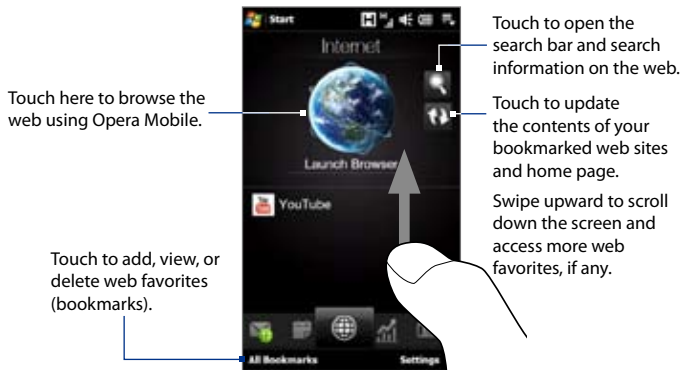 Start
Internet
Launch Browser
YouTube
All Bookmarks
Settings
Touch here to browse the
web using Opera Mobile.
Touch to add, view, or
delete web favorites
(bookmarks).
Touch to open the
search bar and search
information on the web.
Touch to update
the contents of your
bookmarked web sites
and home page.
Swipe upward to scroll
down the screen and
access more web
favorites, if any.